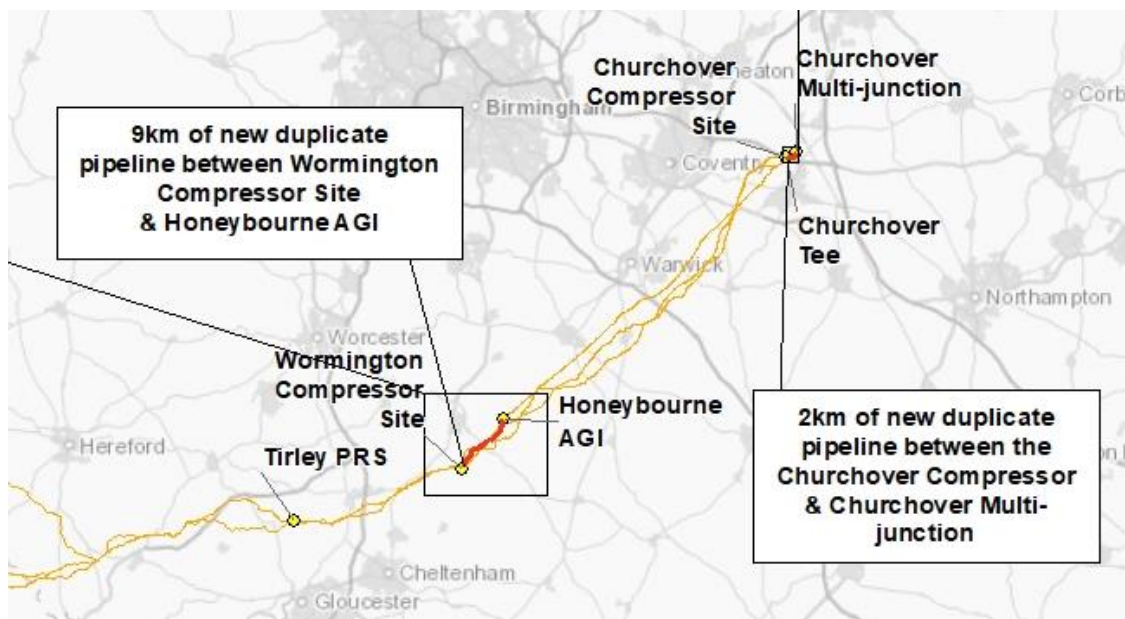 Churchover
Multi-junction
Churchover
Compressor
Site
neaton
Birmingham
Corb
9km of new duplicate
pipeline between Wormington
Compressor Site
& Honeybourne AGI
Coventry
Churchover
Tee
Warwick
Northampton
Worcester
Wormington
Compressor
Site
Honeybourne
AGI
2km of new duplicate
pipeline between the
Churchover Compressor
& Churchover Multi-
junction
Hereford
Tirley PRS
Cheltenham
Gloucester